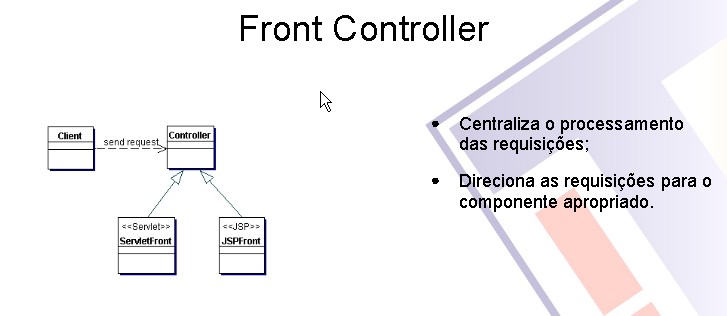 Front Controller
Client
send request
Controller
<<Servlet>>
ServletFront
<<JSP>>
JSPFront
• Centraliza o processamento
das requisições;
• Direciona as requisições para o
componente apropriado.